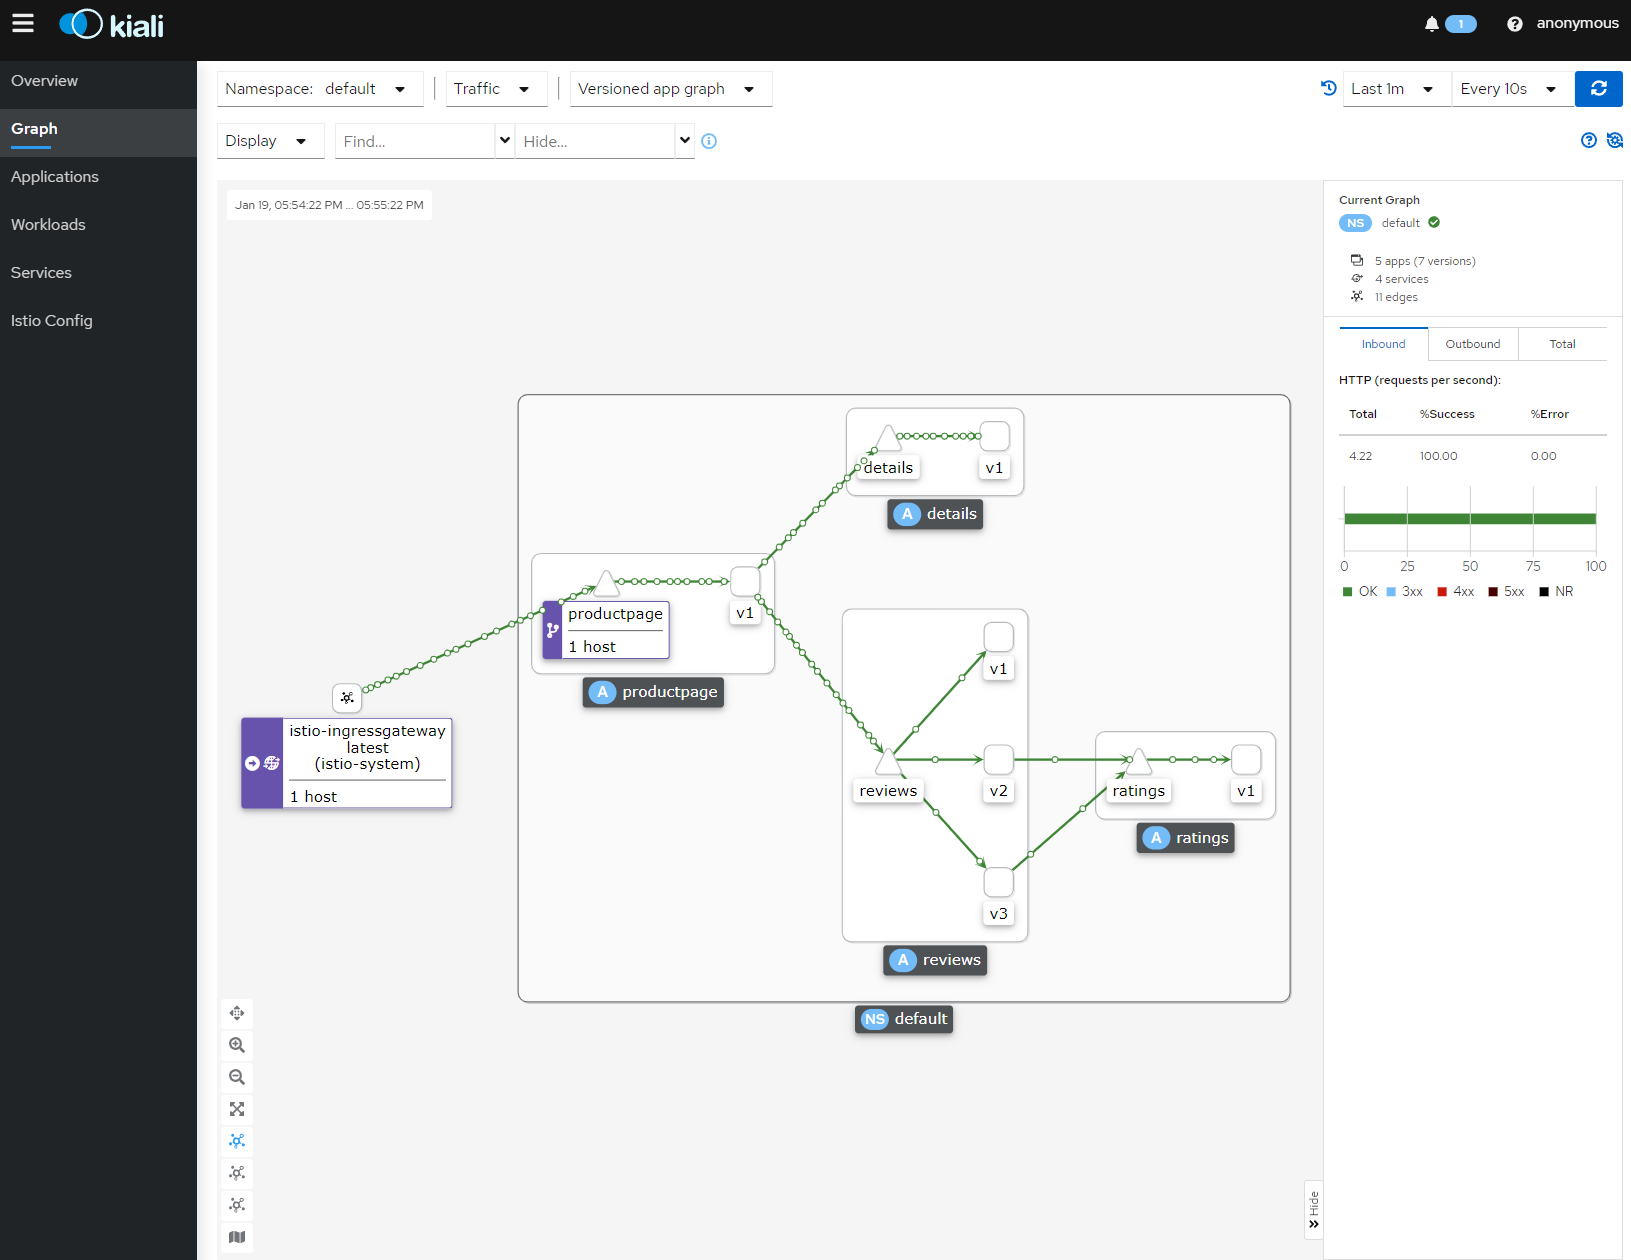 kiali
1
anonymous
Overview
Graph
Applications
Workloads
Services
Istio Config
Namespace: default
Traffic
Versioned app graph
Last 1m
Every 10s
Display
Find...
Hide...
Jan 19, 05:54:22 PM ... 05:55:22 PM
details
v1
A details
productpage
1 host
v1
A productpage
istio-ingressgateway
latest
(istio-system)
1 host
v1
reviews
v2
v3
A reviews
ratings
v1
A ratings
NS default
Hide
Current Graph
NS default
5 apps (7 versions)
4 services
11 edges
Inbound Outbound Total
HTTP (requests per second):
Total %Success %Error
4.22 100.00 0.00
0 25 50 75 100
OK 3xx 4xx 5xx NR